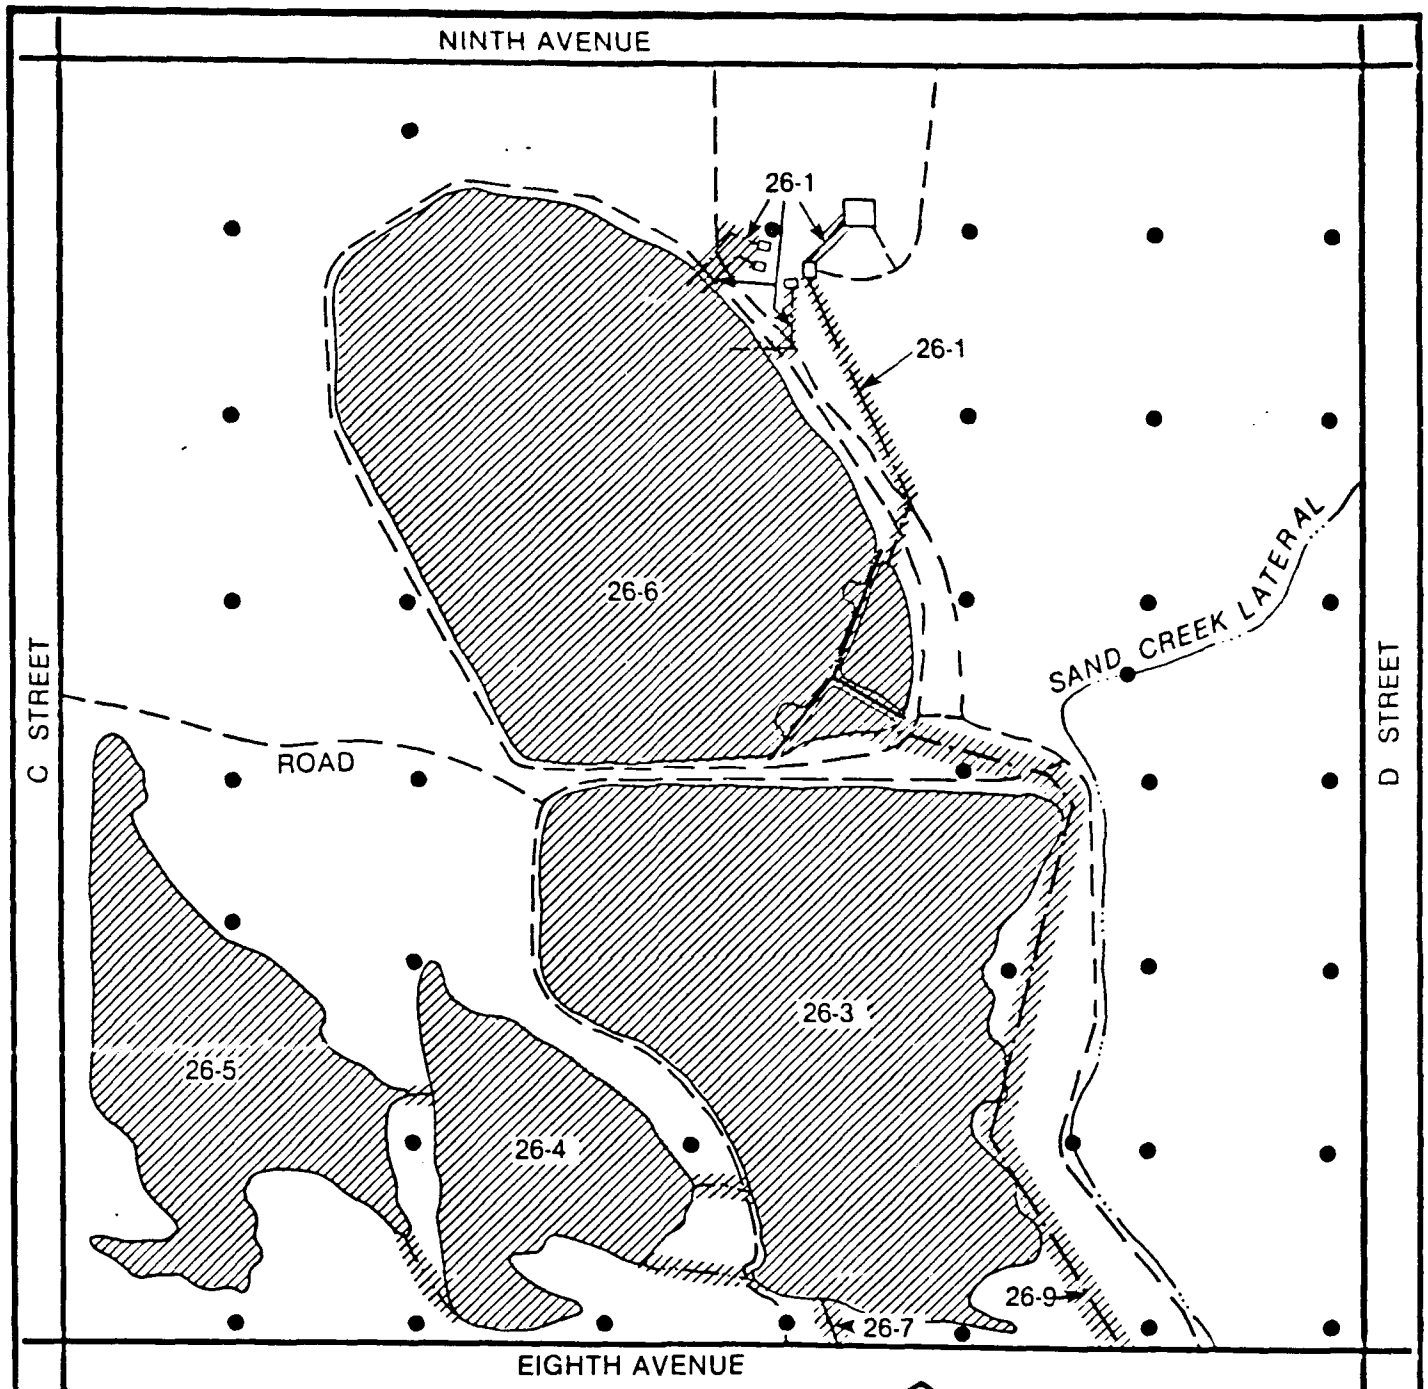 NINTH AVENUE
26-1
26-1
SAND CREEK LATERAL
26-6
C STREET
D STREET
ROAD
26-3
26-5
26-4
26-9
26-7
EIGHTH AVENUE